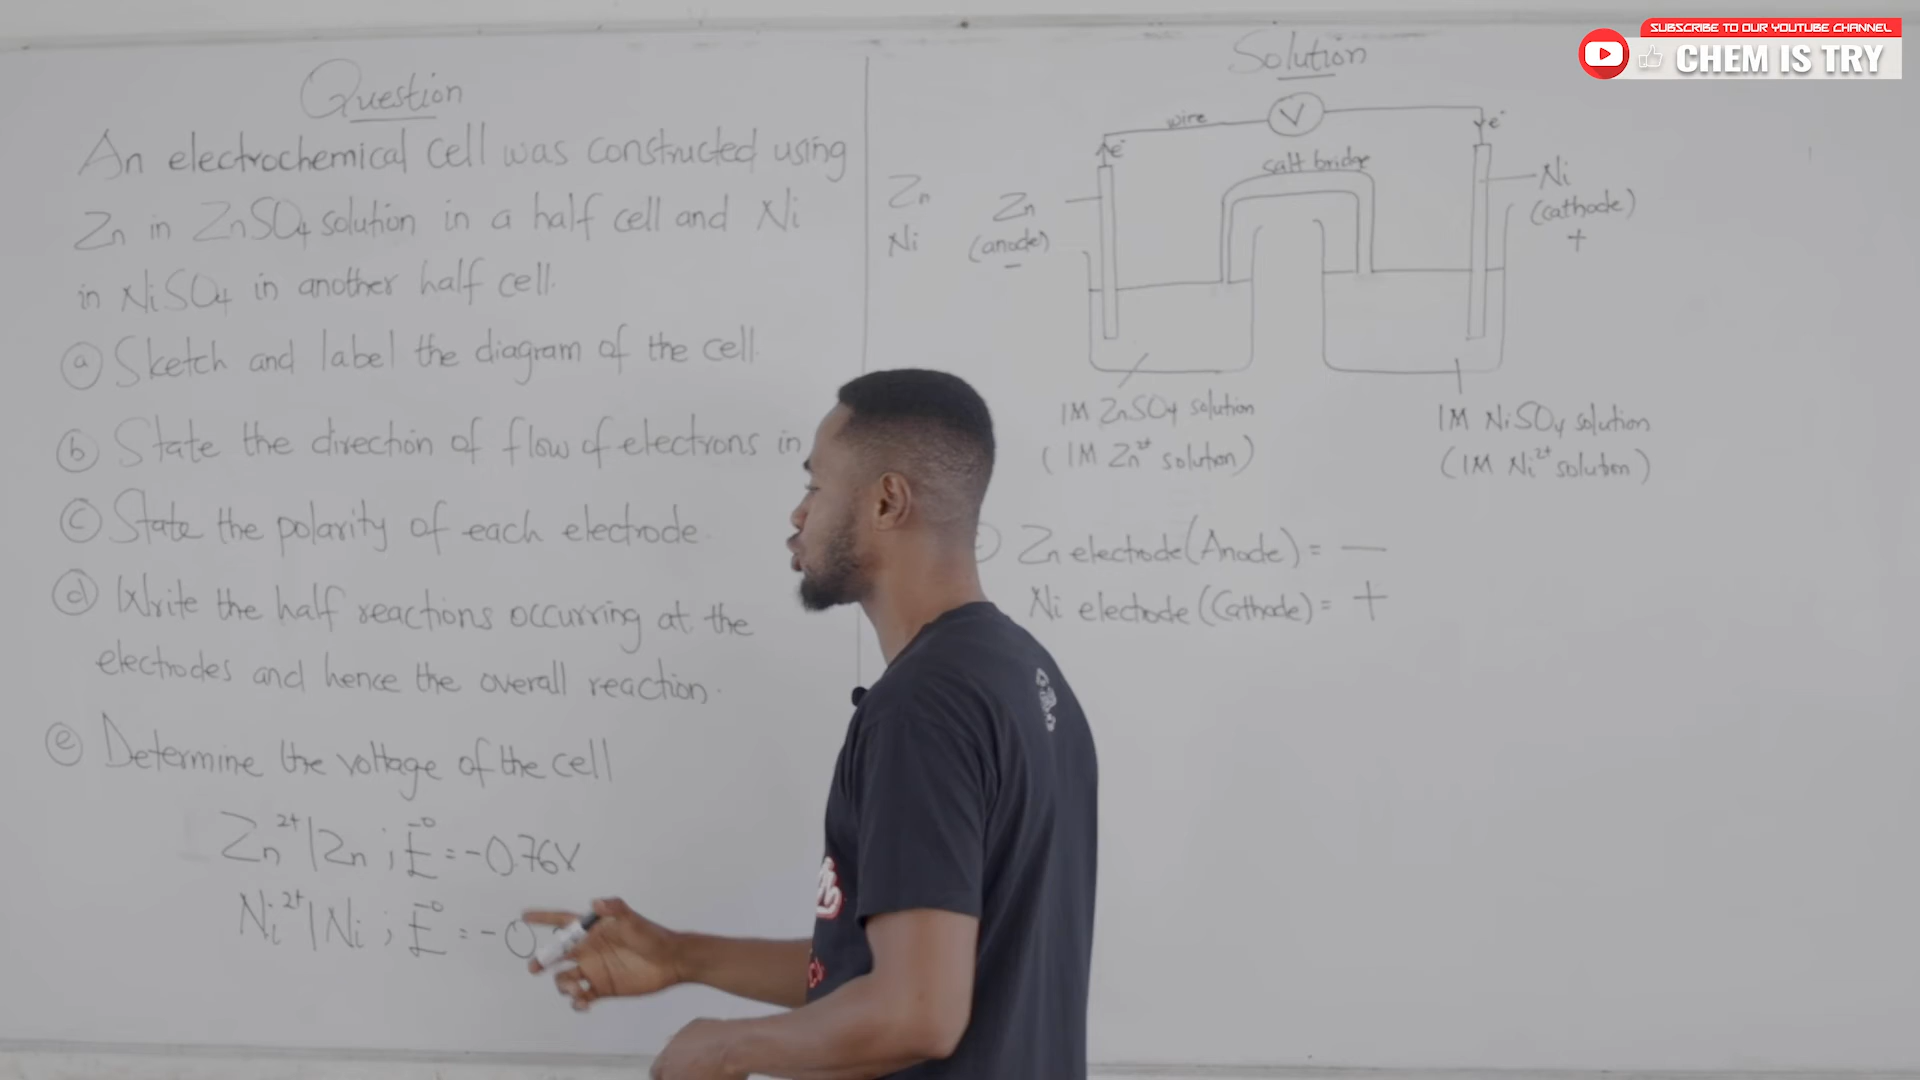 SUBSCRIBE TO OUR YOUTUBE CHANNEL
CHEM IS TRY
Question
An electrochemical cell was constructed using
Zn in ZnSO₄ solution in a half cell and Ni
in NiSO₄ in another half cell.
(a) Sketch and label the diagram of the cell.
(b) State the direction of flow of electrons in
(c) State the polarity of each electrode.
(d) Write the half reactions occurring at the
electrodes and hence the overall reaction.
(e) Determine the voltage of the cell
Zn²⁺|Zn ; E⁻⁰ = -0.76V
Ni²⁺|Ni ; E⁻⁰ = -0
Solution
wire
V
e⁻
e⁻
salt bridge
Zn
Ni
Zn
(anode)
-
Ni
(cathode)
+
1M ZnSO₄ solution
(1M Zn²⁺ solution)
1M NiSO₄ solution
(1M Ni²⁺ solution)
Zn electrode (Anode) = —
Ni electrode (Cathode) = +